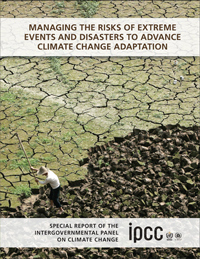 MANAGING THE RISKS OF EXTREME
EVENTS AND DISASTERS TO ADVANCE
CLIMATE CHANGE ADAPTATION
SPECIAL REPORT OF THE
INTERGOVERNMENTAL PANEL
ON CLIMATE CHANGE
ipcc